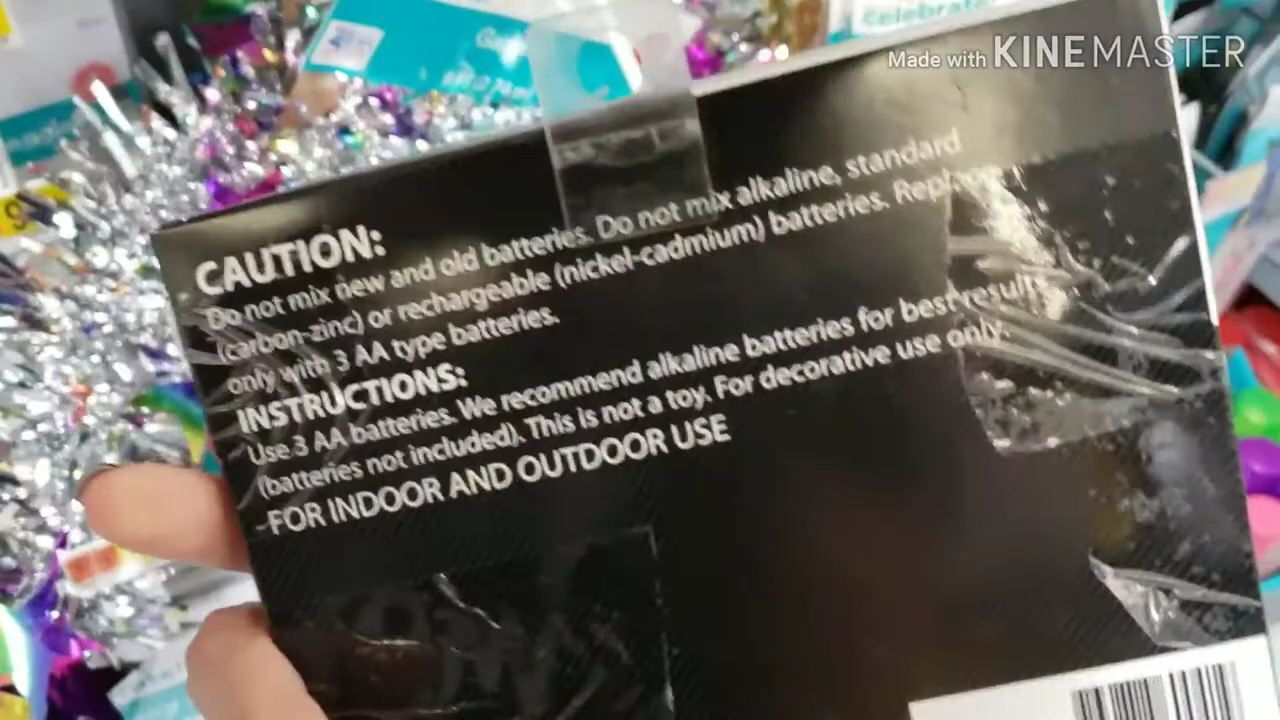 celebrate
Made with KINEMASTER
CAUTION:
Do not mix new and old batteries. Do not mix alkaline, standard
(carbon-zinc) or rechargeable (nickel-cadmium) batteries. Replace
only with 3 AA type batteries.
INSTRUCTIONS:
Use 3 AA batteries. We recommend alkaline batteries for best results
(batteries not included). This is not a toy. For decorative use only.
FOR INDOOR AND OUTDOOR USE
9